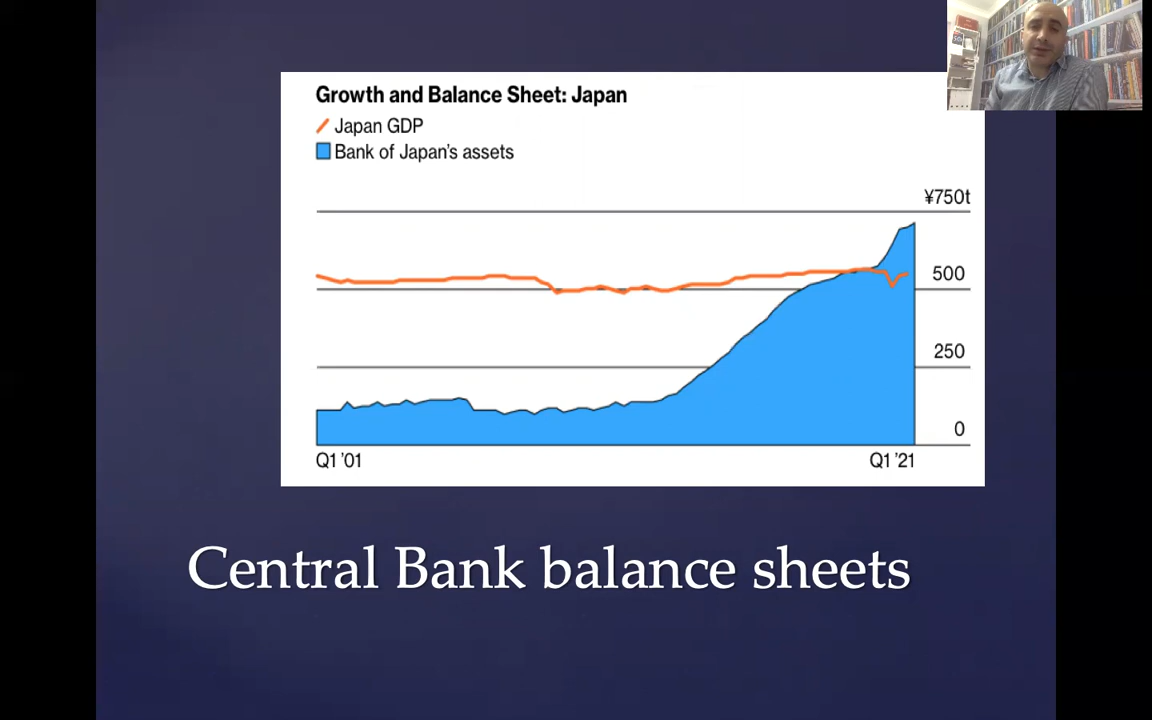 Growth and Balance Sheet: Japan
Japan GDP
Bank of Japan's assets
¥750t
500
250
0
Q1 '01
Q1 '21
Central Bank balance sheets